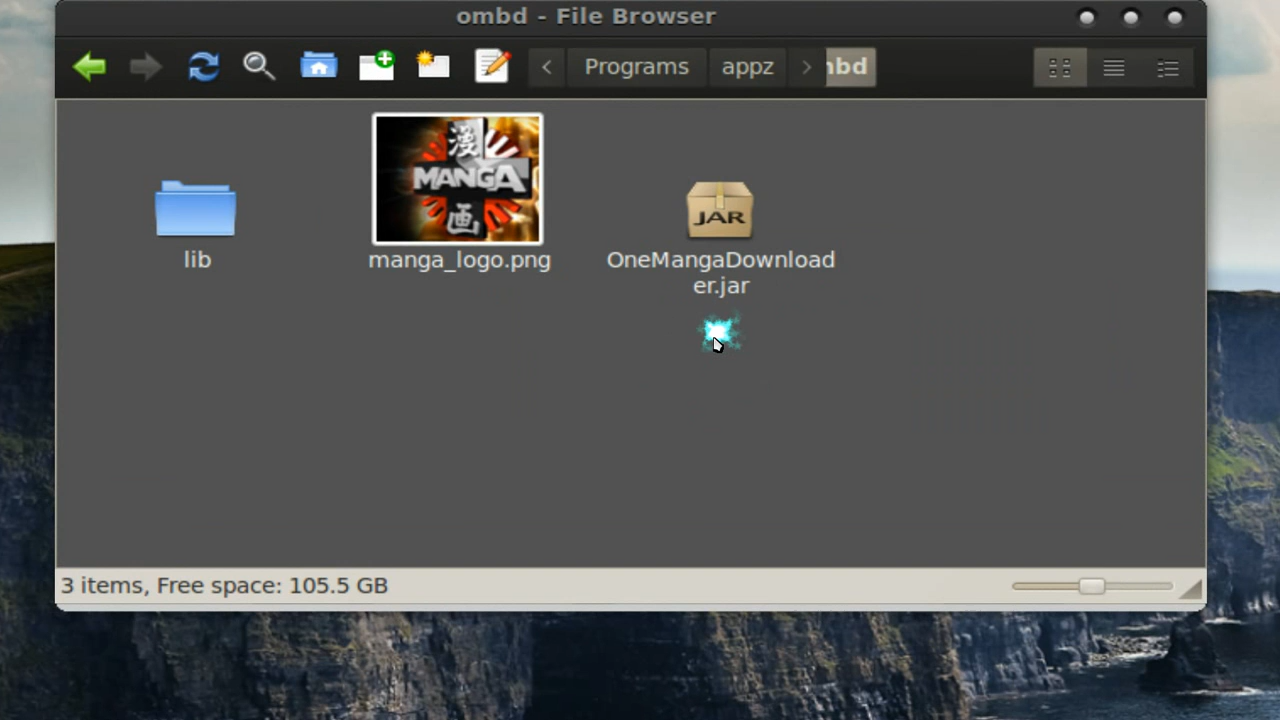 ombd - File Browser
Programs
appz
mbd
漫
MANGA
画
JAR
lib
manga_logo.png
OneMangaDownload
er.jar
3 items, Free space: 105.5 GB